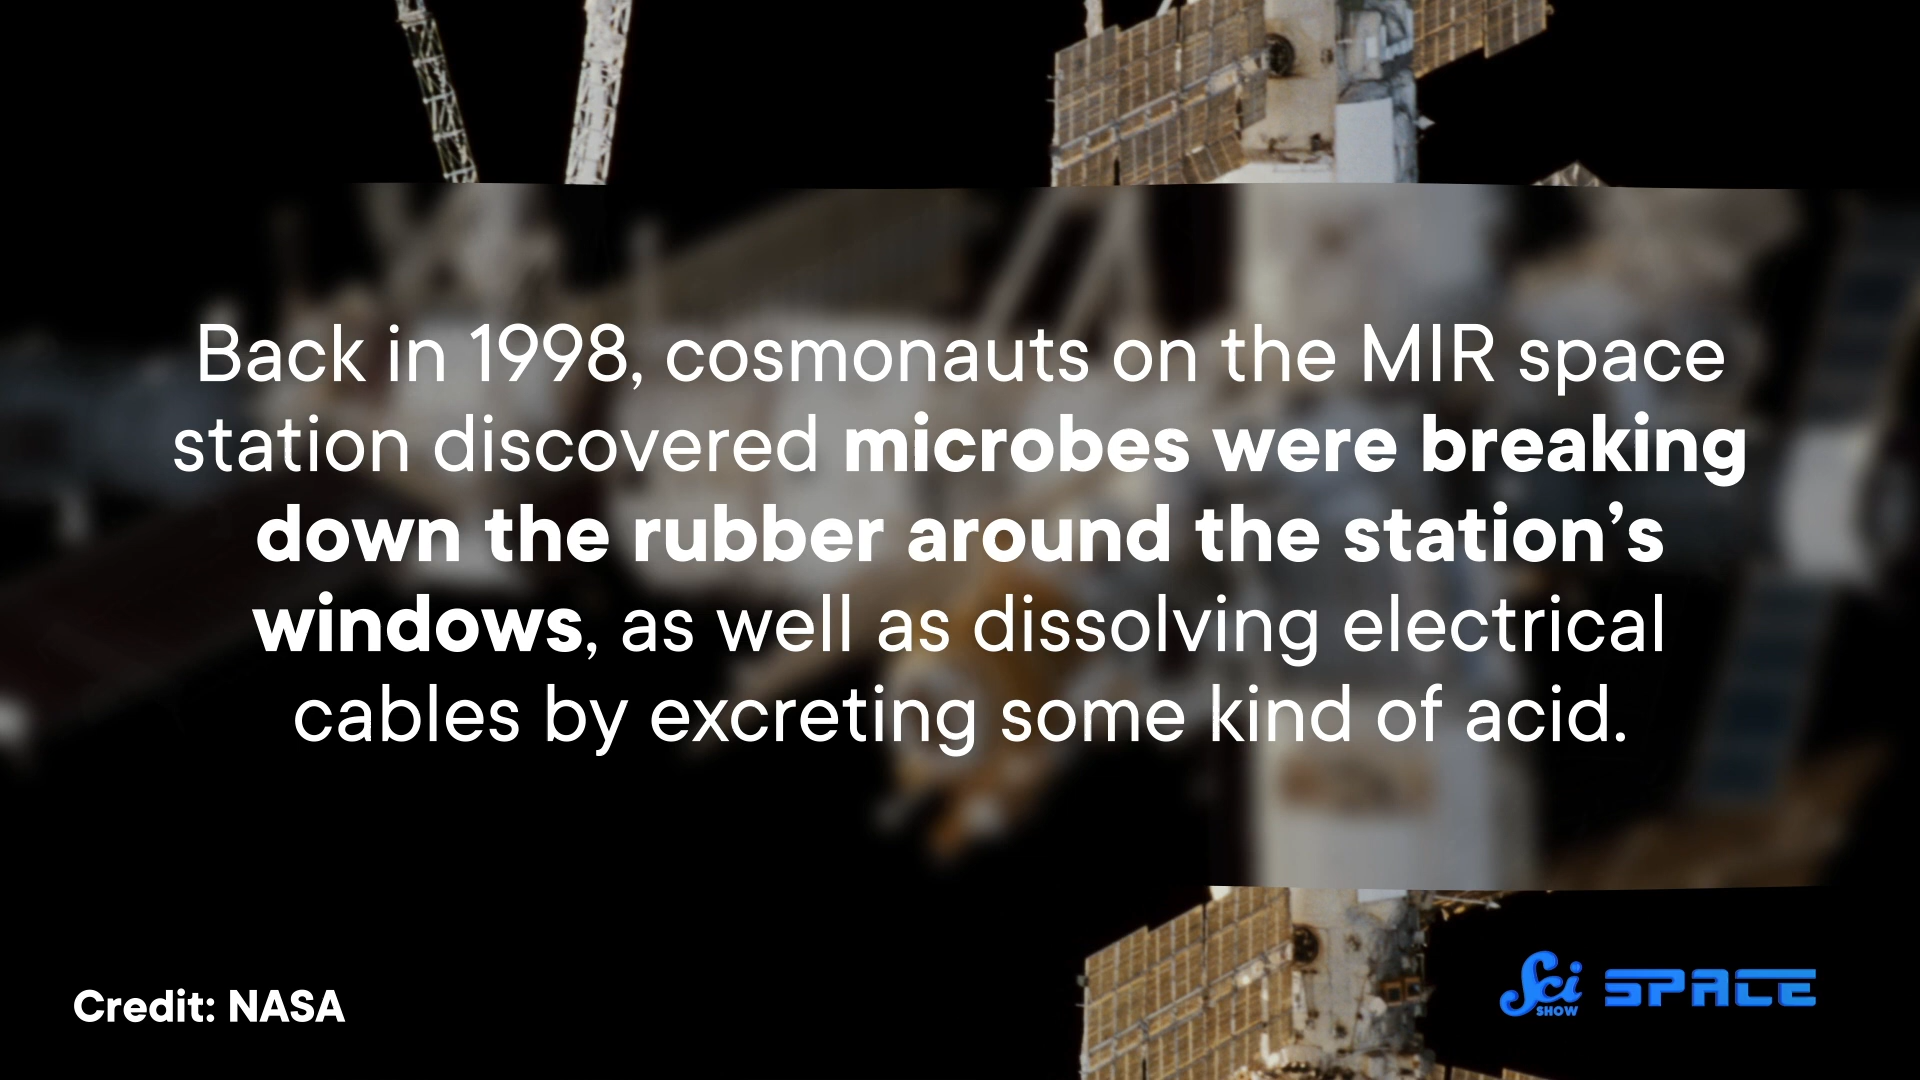 Back in 1998, cosmonauts on the MIR space
station discovered microbes were breaking
down the rubber around the station’s
windows, as well as dissolving electrical
cables by excreting some kind of acid.
Credit: NASA
Sci SHOW SPACE